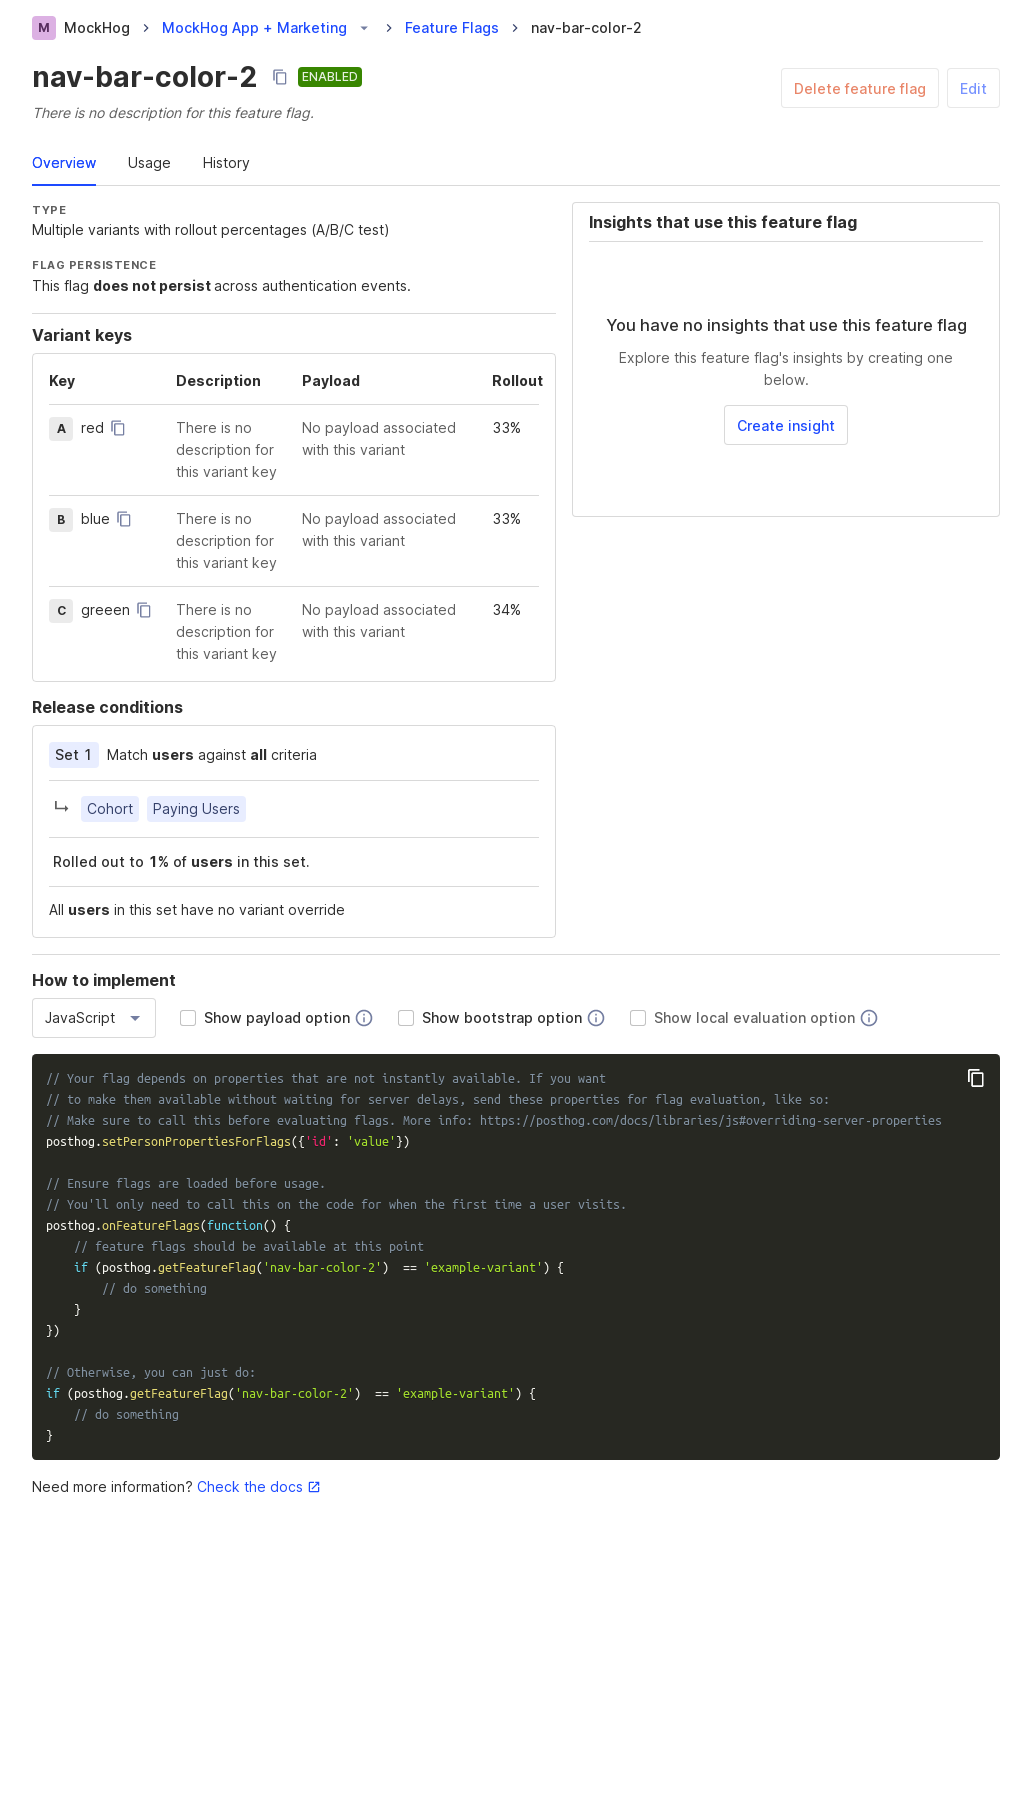 M MockHog > MockHog App + Marketing > Feature Flags > nav-bar-color-2
nav-bar-color-2 ENABLED
Delete feature flag Edit
There is no description for this feature flag.
Overview Usage History
TYPE
Multiple variants with rollout percentages (A/B/C test)
FLAG PERSISTENCE
This flag does not persist across authentication events.
Variant keys
Key Description Payload Rollout
A red There is no No payload associated 33%
description for with this variant
this variant key
B blue There is no No payload associated 33%
description for with this variant
this variant key
C greeen There is no No payload associated 34%
description for with this variant
this variant key
Insights that use this feature flag
You have no insights that use this feature flag
Explore this feature flag's insights by creating one
below.
Create insight
Release conditions
Set 1 Match users against all criteria
Cohort Paying Users
Rolled out to 1% of users in this set.
All users in this set have no variant override
How to implement
JavaScript Show payload option Show bootstrap option Show local evaluation option
// Your flag depends on properties that are not instantly available. If you want
// to make them available without waiting for server delays, send these properties for flag evaluation, like so:
// Make sure to call this before evaluating flags. More info: https://posthog.com/docs/libraries/js#overriding-server-properties
posthog.setPersonPropertiesForFlags({'id': 'value'})
// Ensure flags are loaded before usage.
// You'll only need to call this on the code for when the first time a user visits.
posthog.onFeatureFlags(function() {
    // feature flags should be available at this point
    if (posthog.getFeatureFlag('nav-bar-color-2')  == 'example-variant') {
        // do something
    }
})
// Otherwise, you can just do:
if (posthog.getFeatureFlag('nav-bar-color-2')  == 'example-variant') {
    // do something
}
Need more information? Check the docs